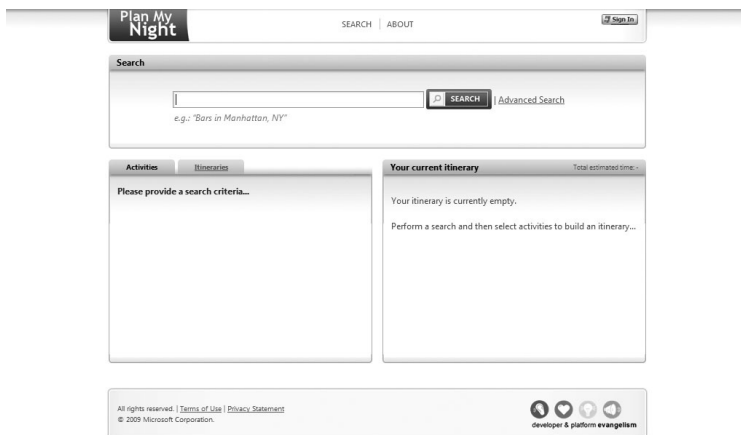 Plan My
Night
SEARCH | ABOUT
Sign In
Search
SEARCH | Advanced Search
e.g.: "Bars in Manhattan, NY"
Activities Itineraries
Please provide a search criteria...
Your current itinerary Total estimated time: -
Your itinerary is currently empty.
Perform a search and then select activities to build an itinerary...
All rights reserved. | Terms of Use | Privacy Statement
© 2009 Microsoft Corporation.
developer & platform evangelism